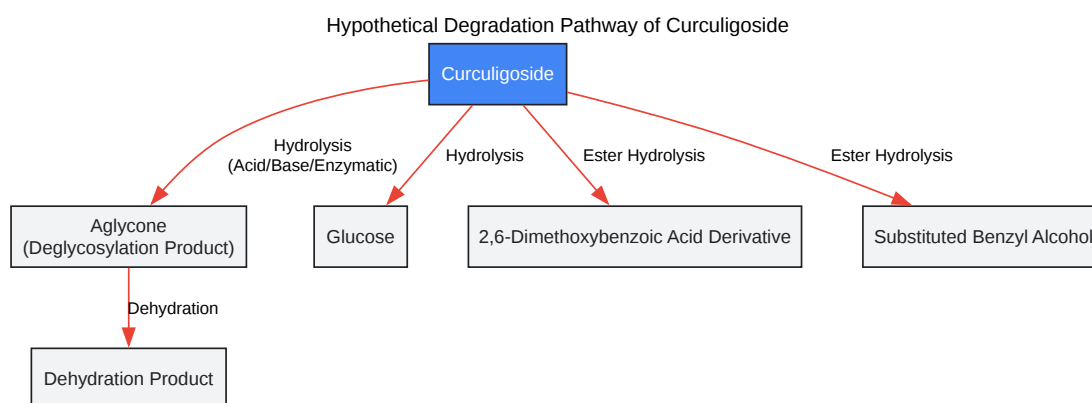 Hypothetical Degradation Pathway of Curculigoside
Curculigoside
Hydrolysis
(Acid/Base/Enzymatic)
Hydrolysis
Ester Hydrolysis
Ester Hydrolysis
Aglycone
(Deglycosylation Product)
Glucose
2,6-Dimethoxybenzoic Acid Derivative
Substituted Benzyl Alcohol
Dehydration
Dehydration Product